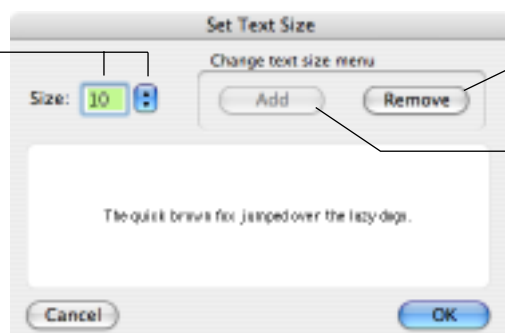 Set Text Size
Change text size menu
Size: 10
Add
Remove
The quick brown fox jumped over the lazy dogs.
Cancel
OK